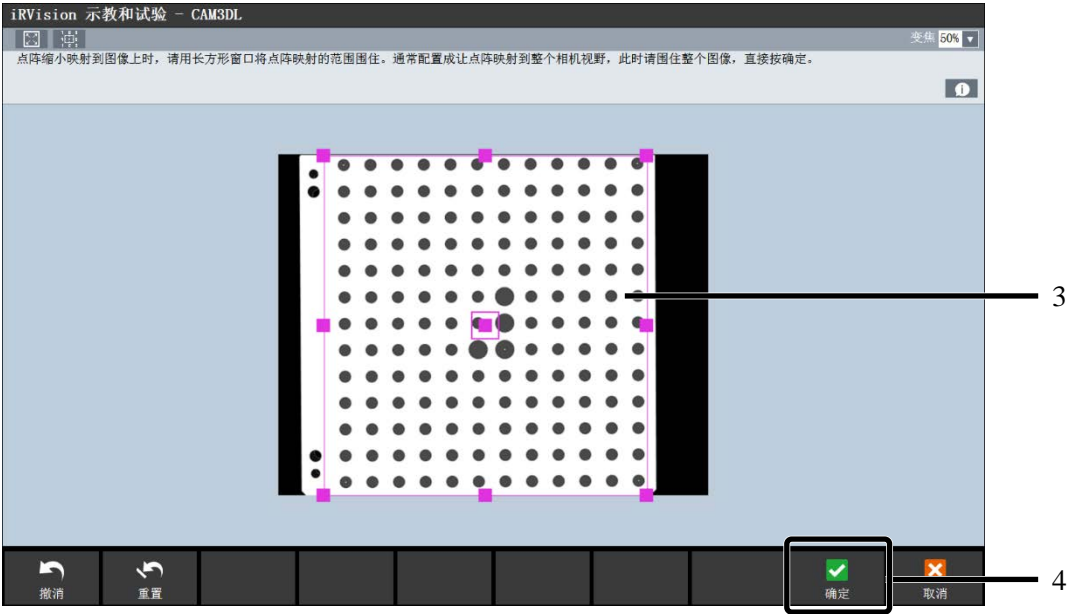 iRVision 示教和试验 - CAM3DL
变焦 50%
点阵缩小映射到图像上时，请用长方形窗口将点阵映射的范围围住。通常配置成让点阵映射到整个相机视野，此时请围住整个图像，直接按确定。
3
4
撤消 重置 确定 取消